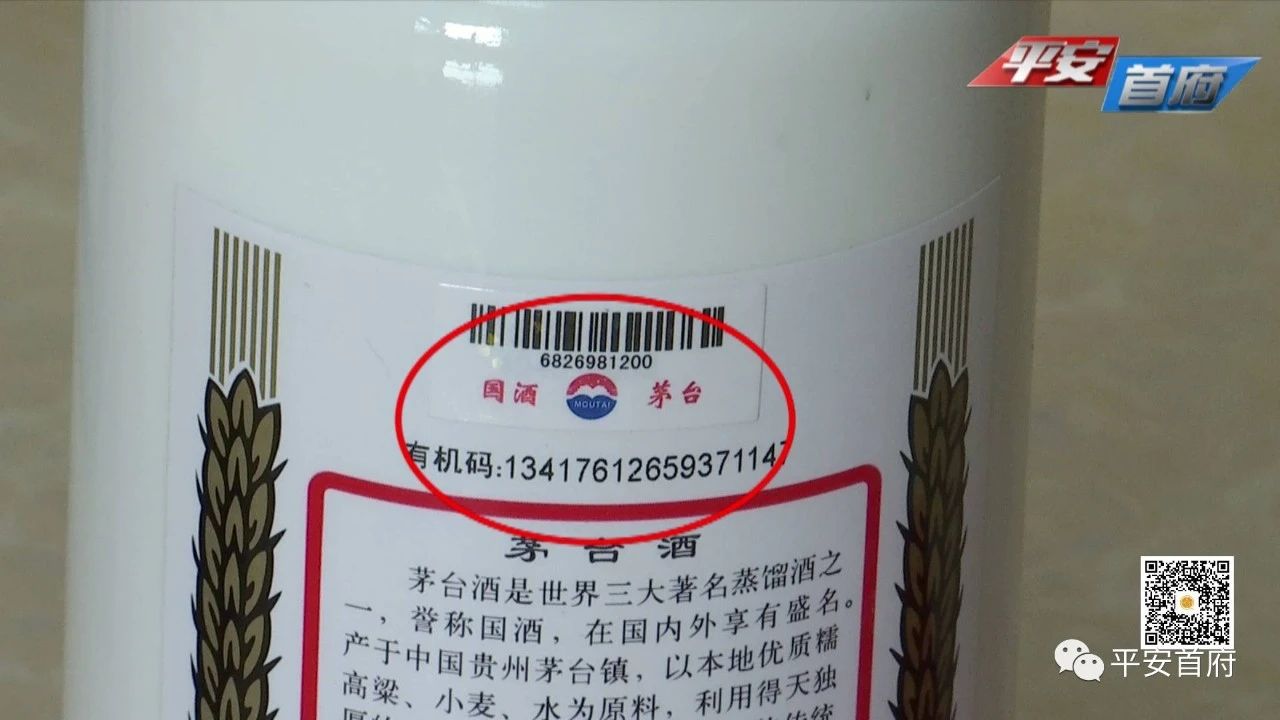 平安
首府
6826981200
国酒 MOUTAI 茅台
有机码:13417612659371147
茅台酒
茅台酒是世界三大著名蒸馏酒之
一，誉称国酒，在国内外享有盛名。
产于中国贵州茅台镇，以本地优质糯
高粱、小麦、水为原料，利用得天独
平安首府